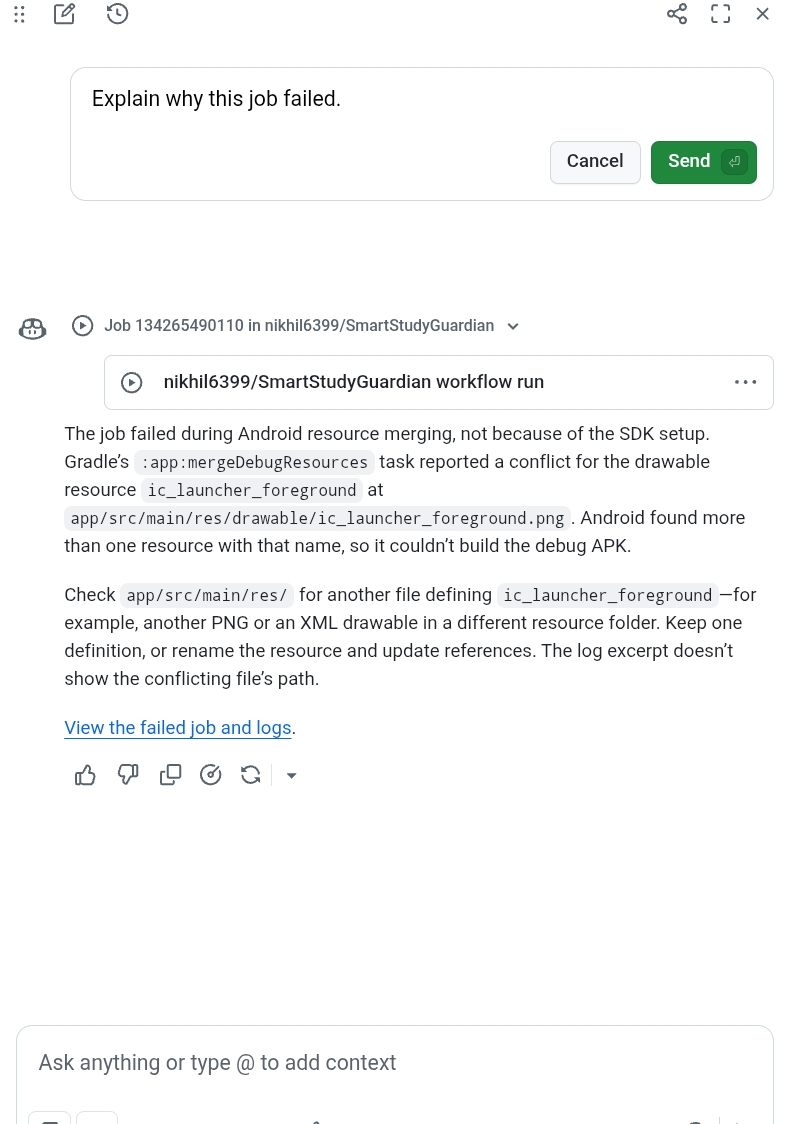 Explain why this job failed.
Cancel
Send
Job 134265490110 in nikhil6399/SmartStudyGuardian
nikhil6399/SmartStudyGuardian workflow run
The job failed during Android resource merging, not because of the SDK setup.
Gradle’s :app:mergeDebugResources task reported a conflict for the drawable
resource ic_launcher_foreground at
app/src/main/res/drawable/ic_launcher_foreground.png. Android found more
than one resource with that name, so it couldn’t build the debug APK.
Check app/src/main/res/ for another file defining ic_launcher_foreground—for
example, another PNG or an XML drawable in a different resource folder. Keep one
definition, or rename the resource and update references. The log excerpt doesn’t
show the conflicting file’s path.
View the failed job and logs.
Ask anything or type @ to add context